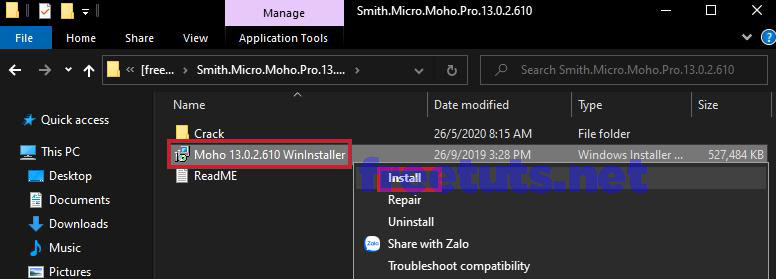 Manage
Smith.Micro.Moho.Pro.13.0.2.610
File Home Share View Application Tools
[free... Smith.Micro.Moho.Pro.13.... Search Smith.Micro.Moho.Pro.13.0.2.610
Name Date modified Type Size
Quick access
Crack 26/5/2020 8:15 AM File folder
This PC
Moho 13.0.2.610 WinInstaller 26/9/2019 3:28 PM Windows Installer ... 527,484 KB
Desktop
ReadME
Install
Documents
Repair
Downloads
Uninstall
Music
Share with Zalo
Pictures
Troubleshoot compatibility
freetuts.net